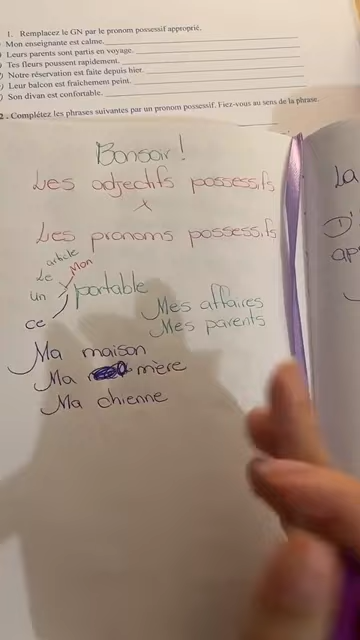 1. Remplacez le GN par le pronom possessif approprié.
Mon enseignante est calme.
Leurs parents sont partis en voyage.
Tes fleurs poussent rapidement.
Notre réservation est faite depuis hier.
Leur balcon est fraîchement peint.
Son divan est confortable.
2. Complétez les phrases suivantes par un pronom possessif. Fiez-vous au sens de la phrase.
Bonsoir!
Les adjectifs possessifs
x
Les pronoms possessifs
article
Le Mon
un portable
ce
Mes affaires
Mes parents
Ma maison
Ma mère
Ma chienne
La
1
ap